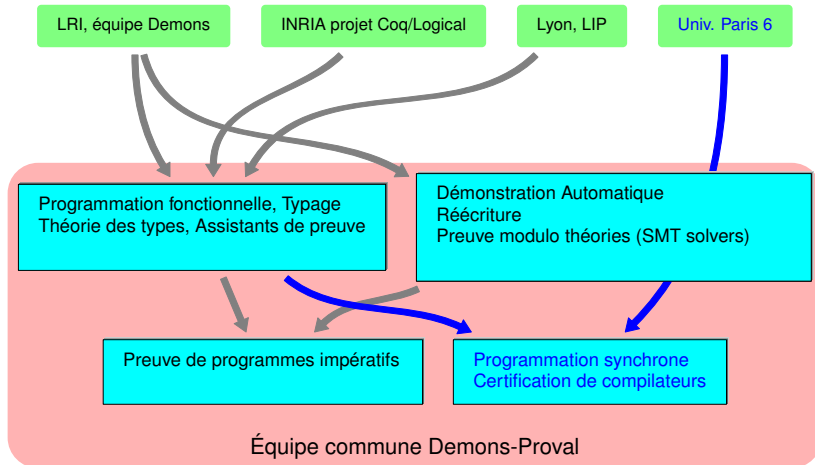 LRI, équipe Demons
INRIA projet Coq/Logical
Lyon, LIP
Univ. Paris 6
Programmation fonctionnelle, Typage
Théorie des types, Assistants de preuve
Démonstration Automatique
Réécriture
Preuve modulo théories (SMT solvers)
Preuve de programmes impératifs
Programmation synchrone
Certification de compilateurs
Équipe commune Demons-Proval